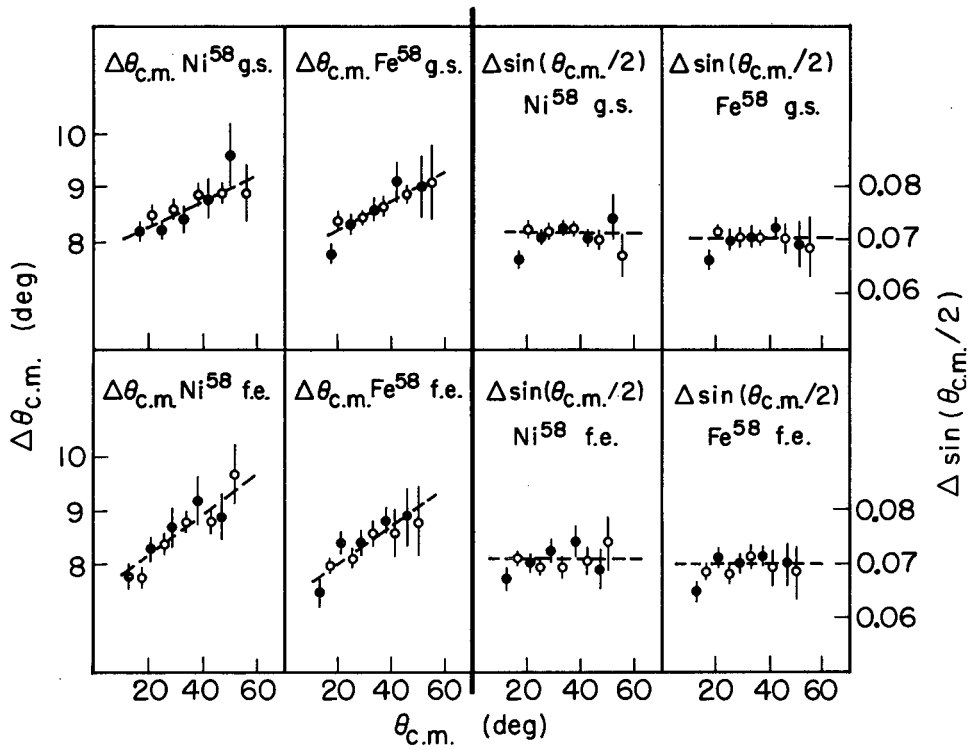 Δθc.m. Ni⁵⁸ g.s.
Δθc.m. Fe⁵⁸ g.s.
Δ sin(θc.m./2)
Ni⁵⁸ g.s.
Δ sin(θc.m./2)
Fe⁵⁸ g.s.
10
9
8
0.08
0.07
0.06
Δθc.m. (deg)
Δ sin(θc.m./2)
Δθc.m. Ni⁵⁸ f.e.
Δθc.m. Fe⁵⁸ f.e.
Δ sin(θc.m./2)
Ni⁵⁸ f.e.
Δ sin(θc.m./2)
Fe⁵⁸ f.e.
10
9
8
0.08
0.07
0.06
20 40 60 20 40 60 20 40 60 20 40 60
θc.m. (deg)